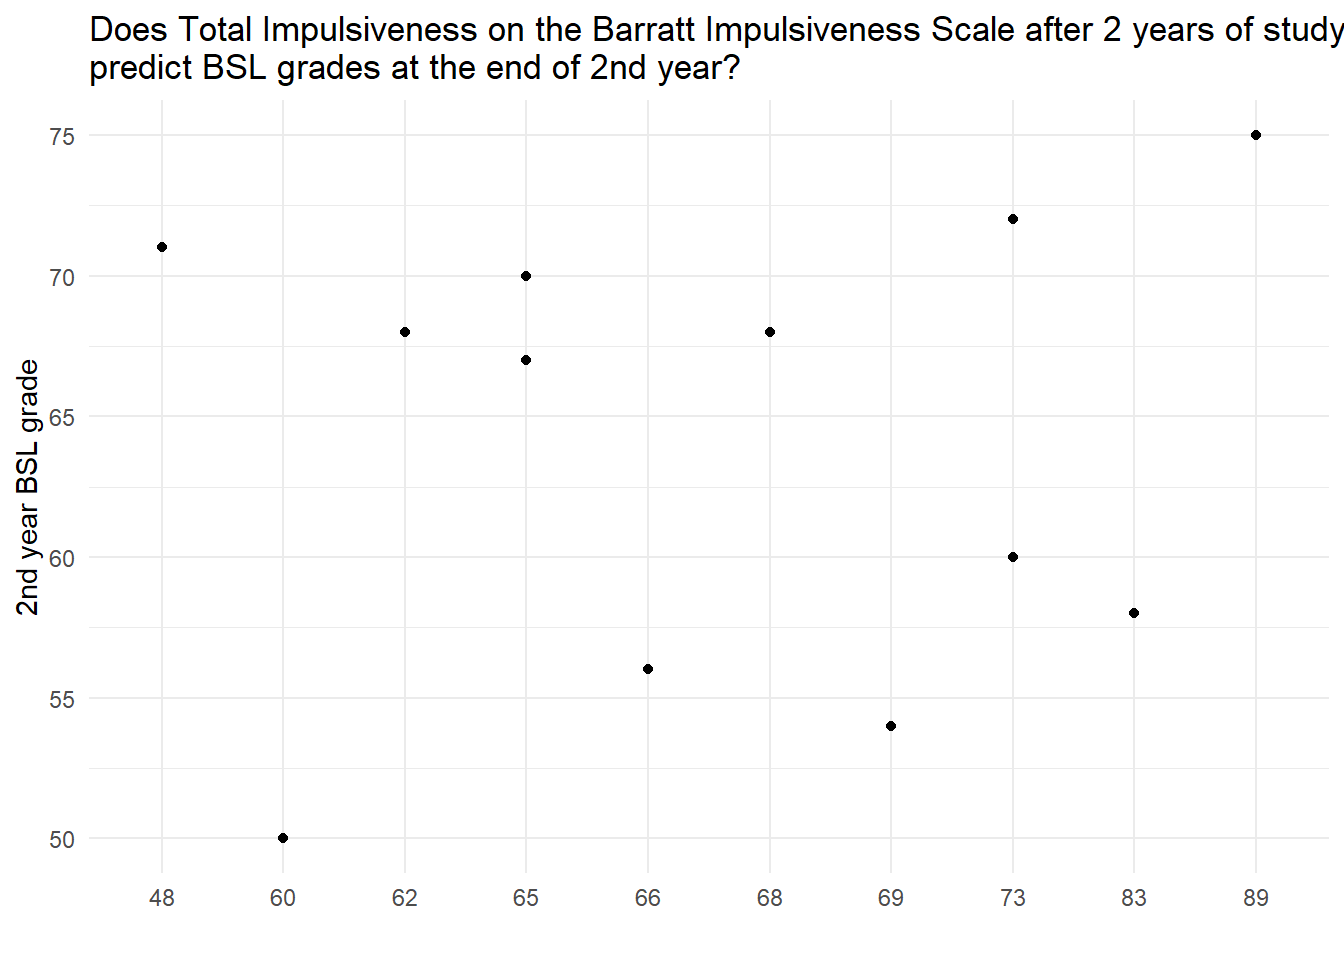 Does Total Impulsiveness on the Barratt Impulsiveness Scale after 2 years of study
predict BSL grades at the end of 2nd year?
75
70
65
60
55
50
2nd year BSL grade
48 60 62 65 66 68 69 73 83 89